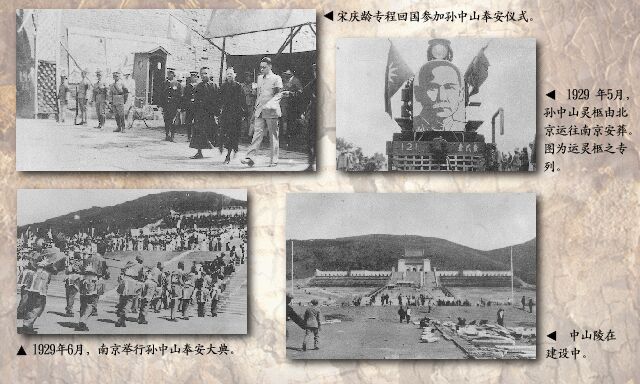 ◀ 宋庆龄专程回国参加孙中山奉安仪式。
◀ 1929 年5月,
孙中山灵柩由北
京运往南京安葬。
图为运灵柩之专
列。
121
▲ 1929年6月，南京举行孙中山奉安大典。
◀ 中山陵在
建设中。